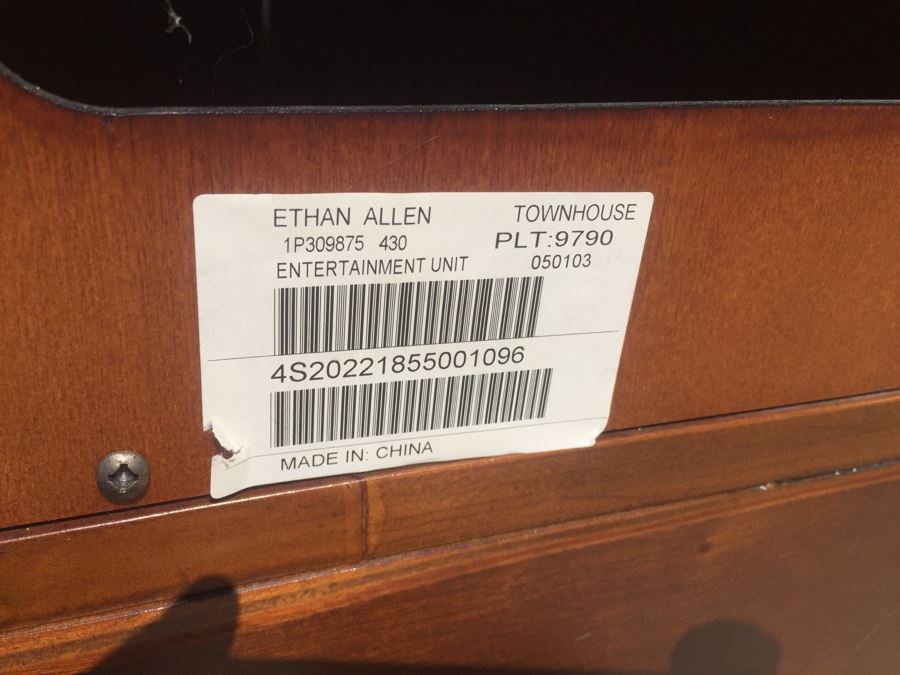 ETHAN ALLEN TOWNHOUSE
1P309875 430 PLT:9790
ENTERTAINMENT UNIT 050103
4S20221855001096
MADE IN: CHINA